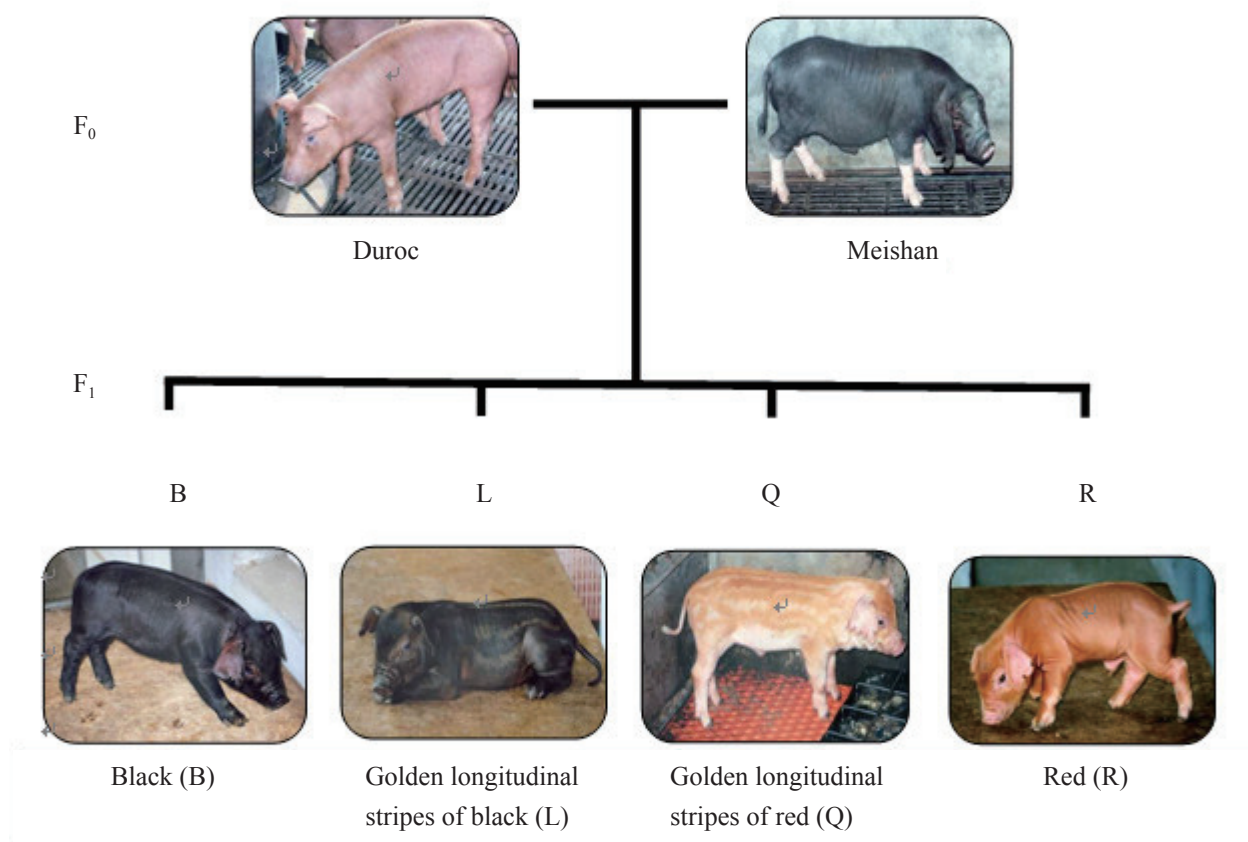 F0
Duroc
Meishan
F1
B
L
Q
R
Black (B)
Golden longitudinal
stripes of black (L)
Golden longitudinal
stripes of red (Q)
Red (R)